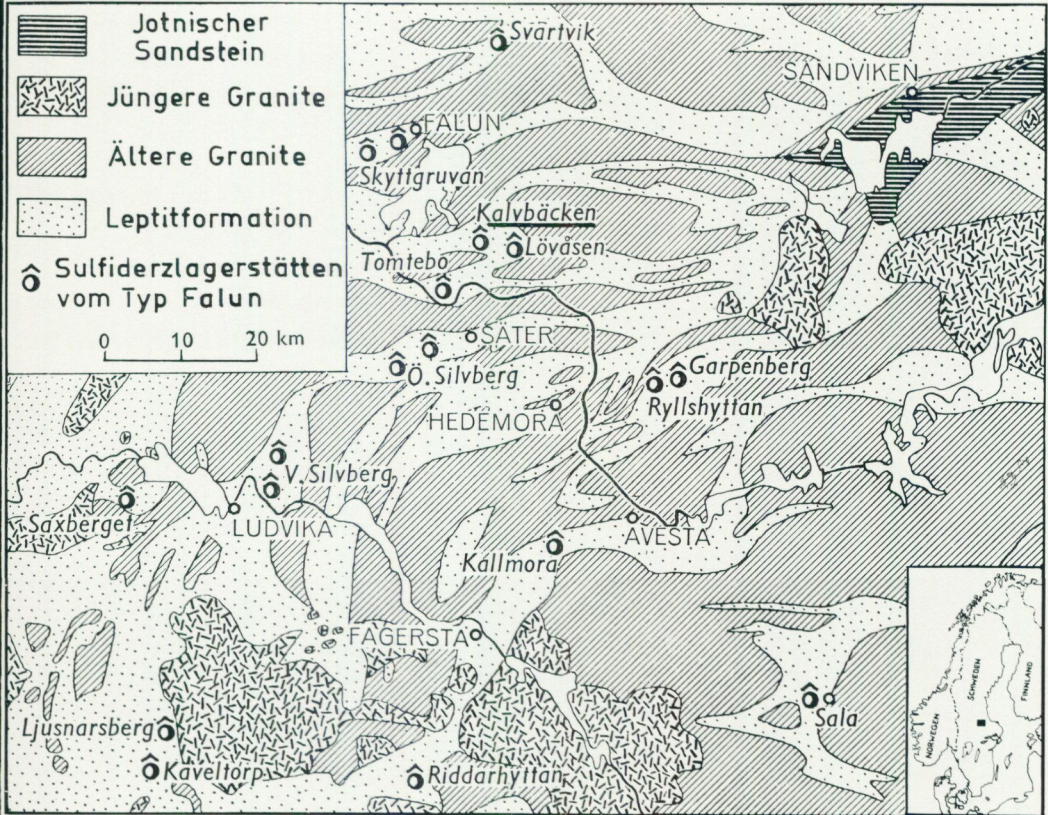 Jotnischer
Sandstein
Jüngere Granite
Ältere Granite
Leptitformation
Sulfiderzlagerstätten
vom Typ Falun
0 10 20 km
Svärtvik
SANDVIKEN
FALUN
Skyttgruvan
Kalvbäcken
Lövåsen
Tomtebo
SÄTER
Ö. Silvberg
Garpenberg
Ryllshyttan
HEDEMORA
V. Silvberg
Saxberget
LUDVIKA
AVESTA
Källmora
FAGERSTA
Sala
Ljusnarsberg
Kaveltorp
Riddarhyttan
NORWEGEN
SCHWEDEN
FINNLAND